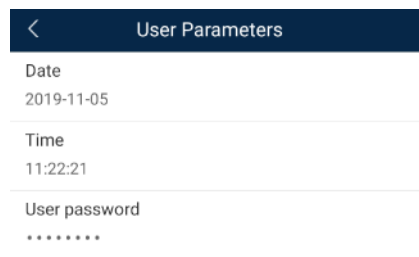 User Parameters
Date
2019-11-05
Time
11:22:21
User password
••••••••